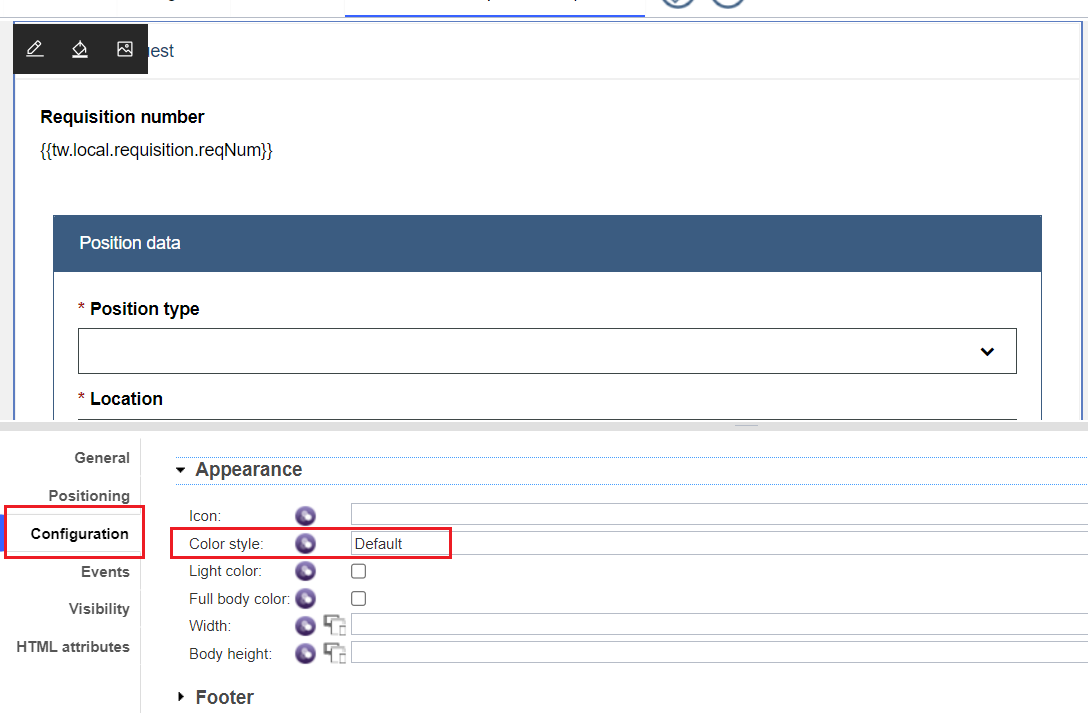 Requisition number
{{tw.local.requisition.reqNum}}
Position data
* Position type
* Location
General
Positioning
Configuration
Events
Visibility
HTML attributes
Appearance
Icon:
Color style: Default
Light color:
Full body color:
Width:
Body height:
Footer